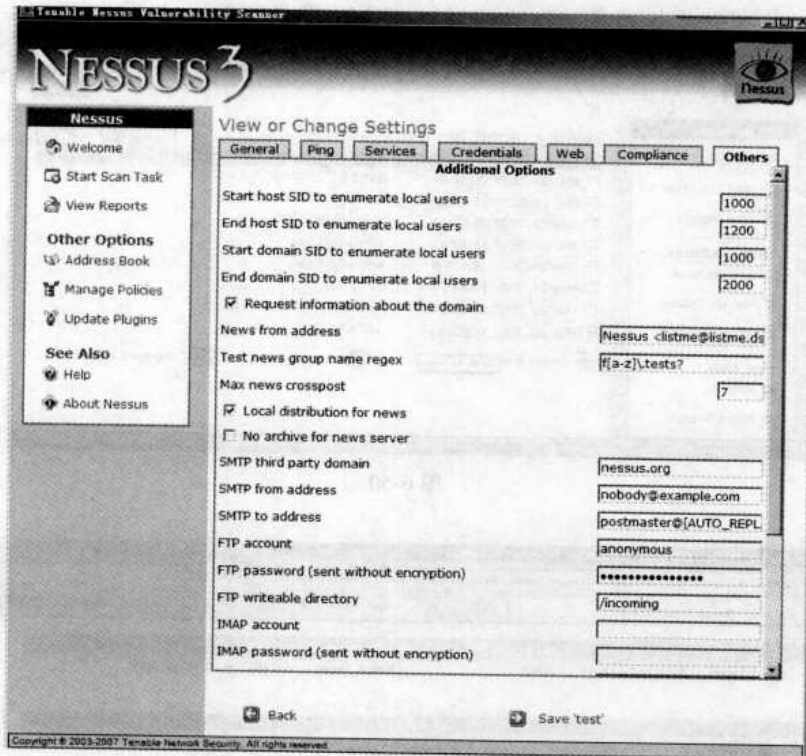 Tenable Nessus Vulnerability Scanner
NESSUS 3
Nessus
Nessus
Welcome
Start Scan Task
View Reports
Other Options
Address Book
Manage Policies
Update Plugins
See Also
Help
About Nessus
View or Change Settings
General Ping Services Credentials Web Compliance Others
Additional Options
Start host SID to enumerate local users 1000
End host SID to enumerate local users 1200
Start domain SID to enumerate local users 1000
End domain SID to enumerate local users 2000
Request information about the domain
News from address Nessus <listme@listme.ds
Test news group name regex f[a-z]\.tests?
Max news crosspost 7
Local distribution for news
No archive for news server
SMTP third party domain nessus.org
SMTP from address nobody@example.com
SMTP to address postmaster@[AUTO_REPL
FTP account anonymous
FTP password (sent without encryption) ••••••••••••••••
FTP writeable directory /incoming
IMAP account
IMAP password (sent without encryption)
Back Save 'test'
Copyright © 2003-2007 Tenable Network Security. All rights reserved.